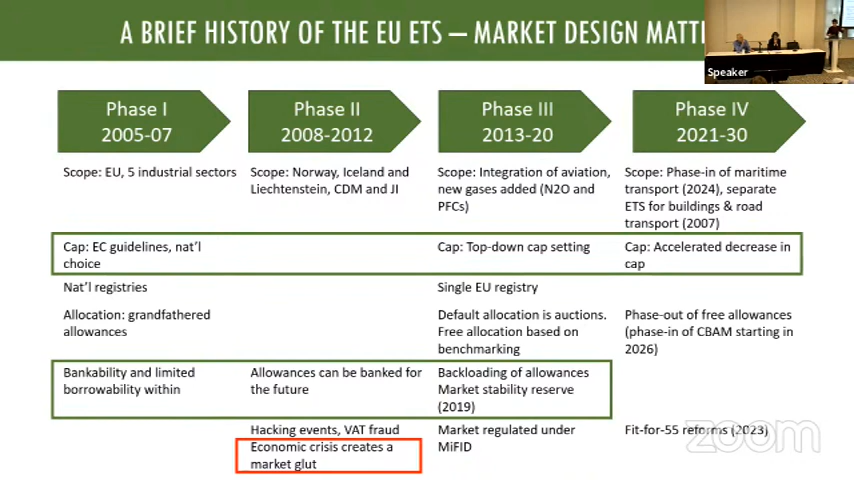 A BRIEF HISTORY OF THE EU ETS – MARKET DESIGN MATT
Speaker
Phase I
2005-07
Phase II
2008-2012
Phase III
2013-20
Phase IV
2021-30
Scope: EU, 5 industrial sectors
Scope: Norway, Iceland and
Liechtenstein, CDM and JI
Scope: Integration of aviation,
new gases added (N2O and
PFCs)
Scope: Phase-in of maritime
transport (2024), separate
ETS for buildings & road
transport (2007)
Cap: EC guidelines, nat'l
choice
Cap: Top-down cap setting
Cap: Accelerated decrease in
cap
Nat'l registries
Single EU registry
Allocation: grandfathered
allowances
Default allocation is auctions.
Free allocation based on
benchmarking
Phase-out of free allowances
(phase-in of CBAM starting in
2026)
Bankability and limited
borrowability within
Allowances can be banked for
the future
Backloading of allowances
Market stability reserve
(2019)
Hacking events, VAT fraud
Economic crisis creates a
market glut
Market regulated under
MiFID
Fit-for-55 reforms (2023)
zoom